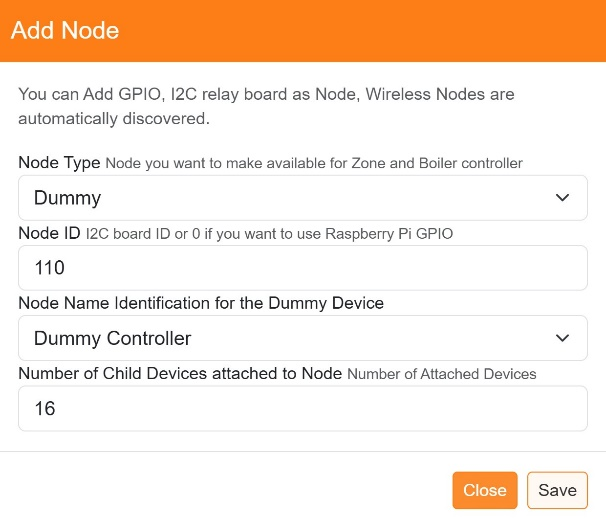 Add Node
You can Add GPIO, I2C relay board as Node, Wireless Nodes are
automatically discovered.
Node Type Node you want to make available for Zone and Boiler controller
Dummy
Node ID I2C board ID or 0 if you want to use Raspberry Pi GPIO
110
Node Name Identification for the Dummy Device
Dummy Controller
Number of Child Devices attached to Node Number of Attached Devices
16
Close Save